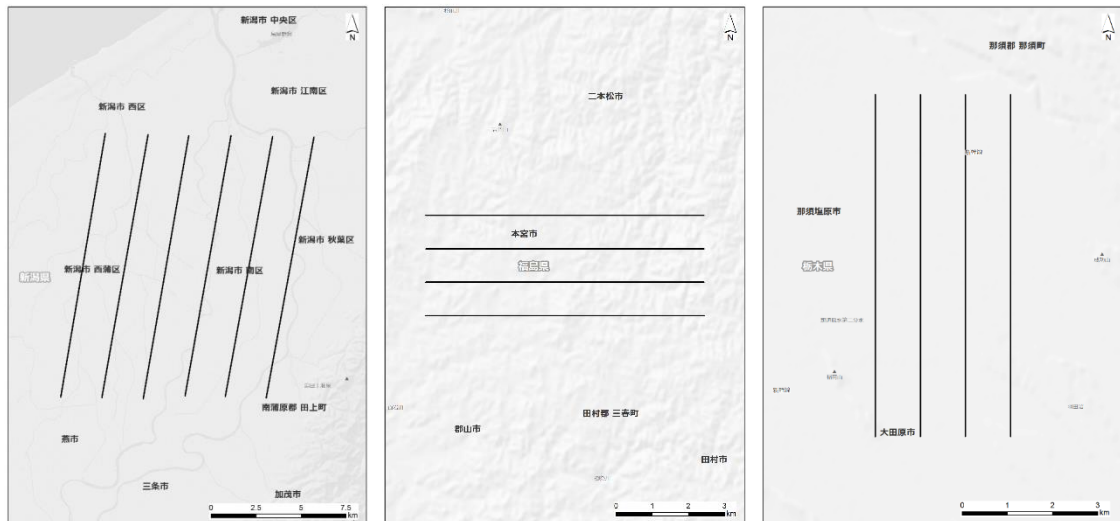 新潟市 中央区
N
新潟市 江南区
新潟市 西区
新潟市 秋葉区
新潟市 西蒲区
新潟市 南区
新潟県
南蒲原郡 田上町
燕市
三条市
加茂市
0 2.5 5 7.5
km
N
二本松市
本宮市
福島県
田村郡 三春町
郡山市
田村市
0 1 2 3
km
那須郡 那須町
N
那須塩原市
栃木県
大田原市
0 1 2 3
km